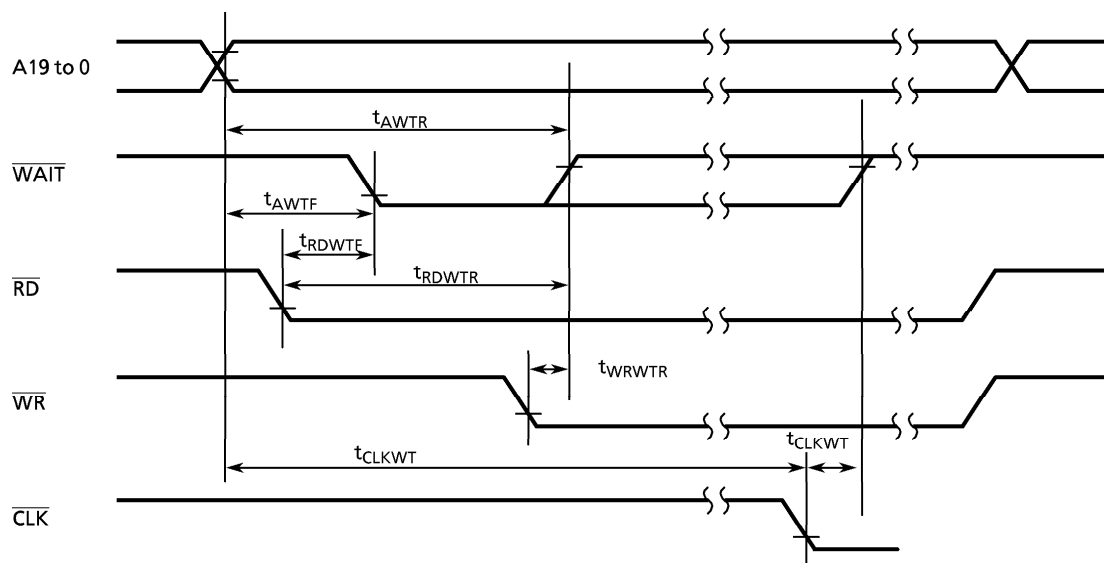 A19 to 0
tAWTR
WAIT
tAWTF
tRDWTF
RD
tRDWTR
tWRWTR
WR
tCLKWT
tCLKWT
CLK